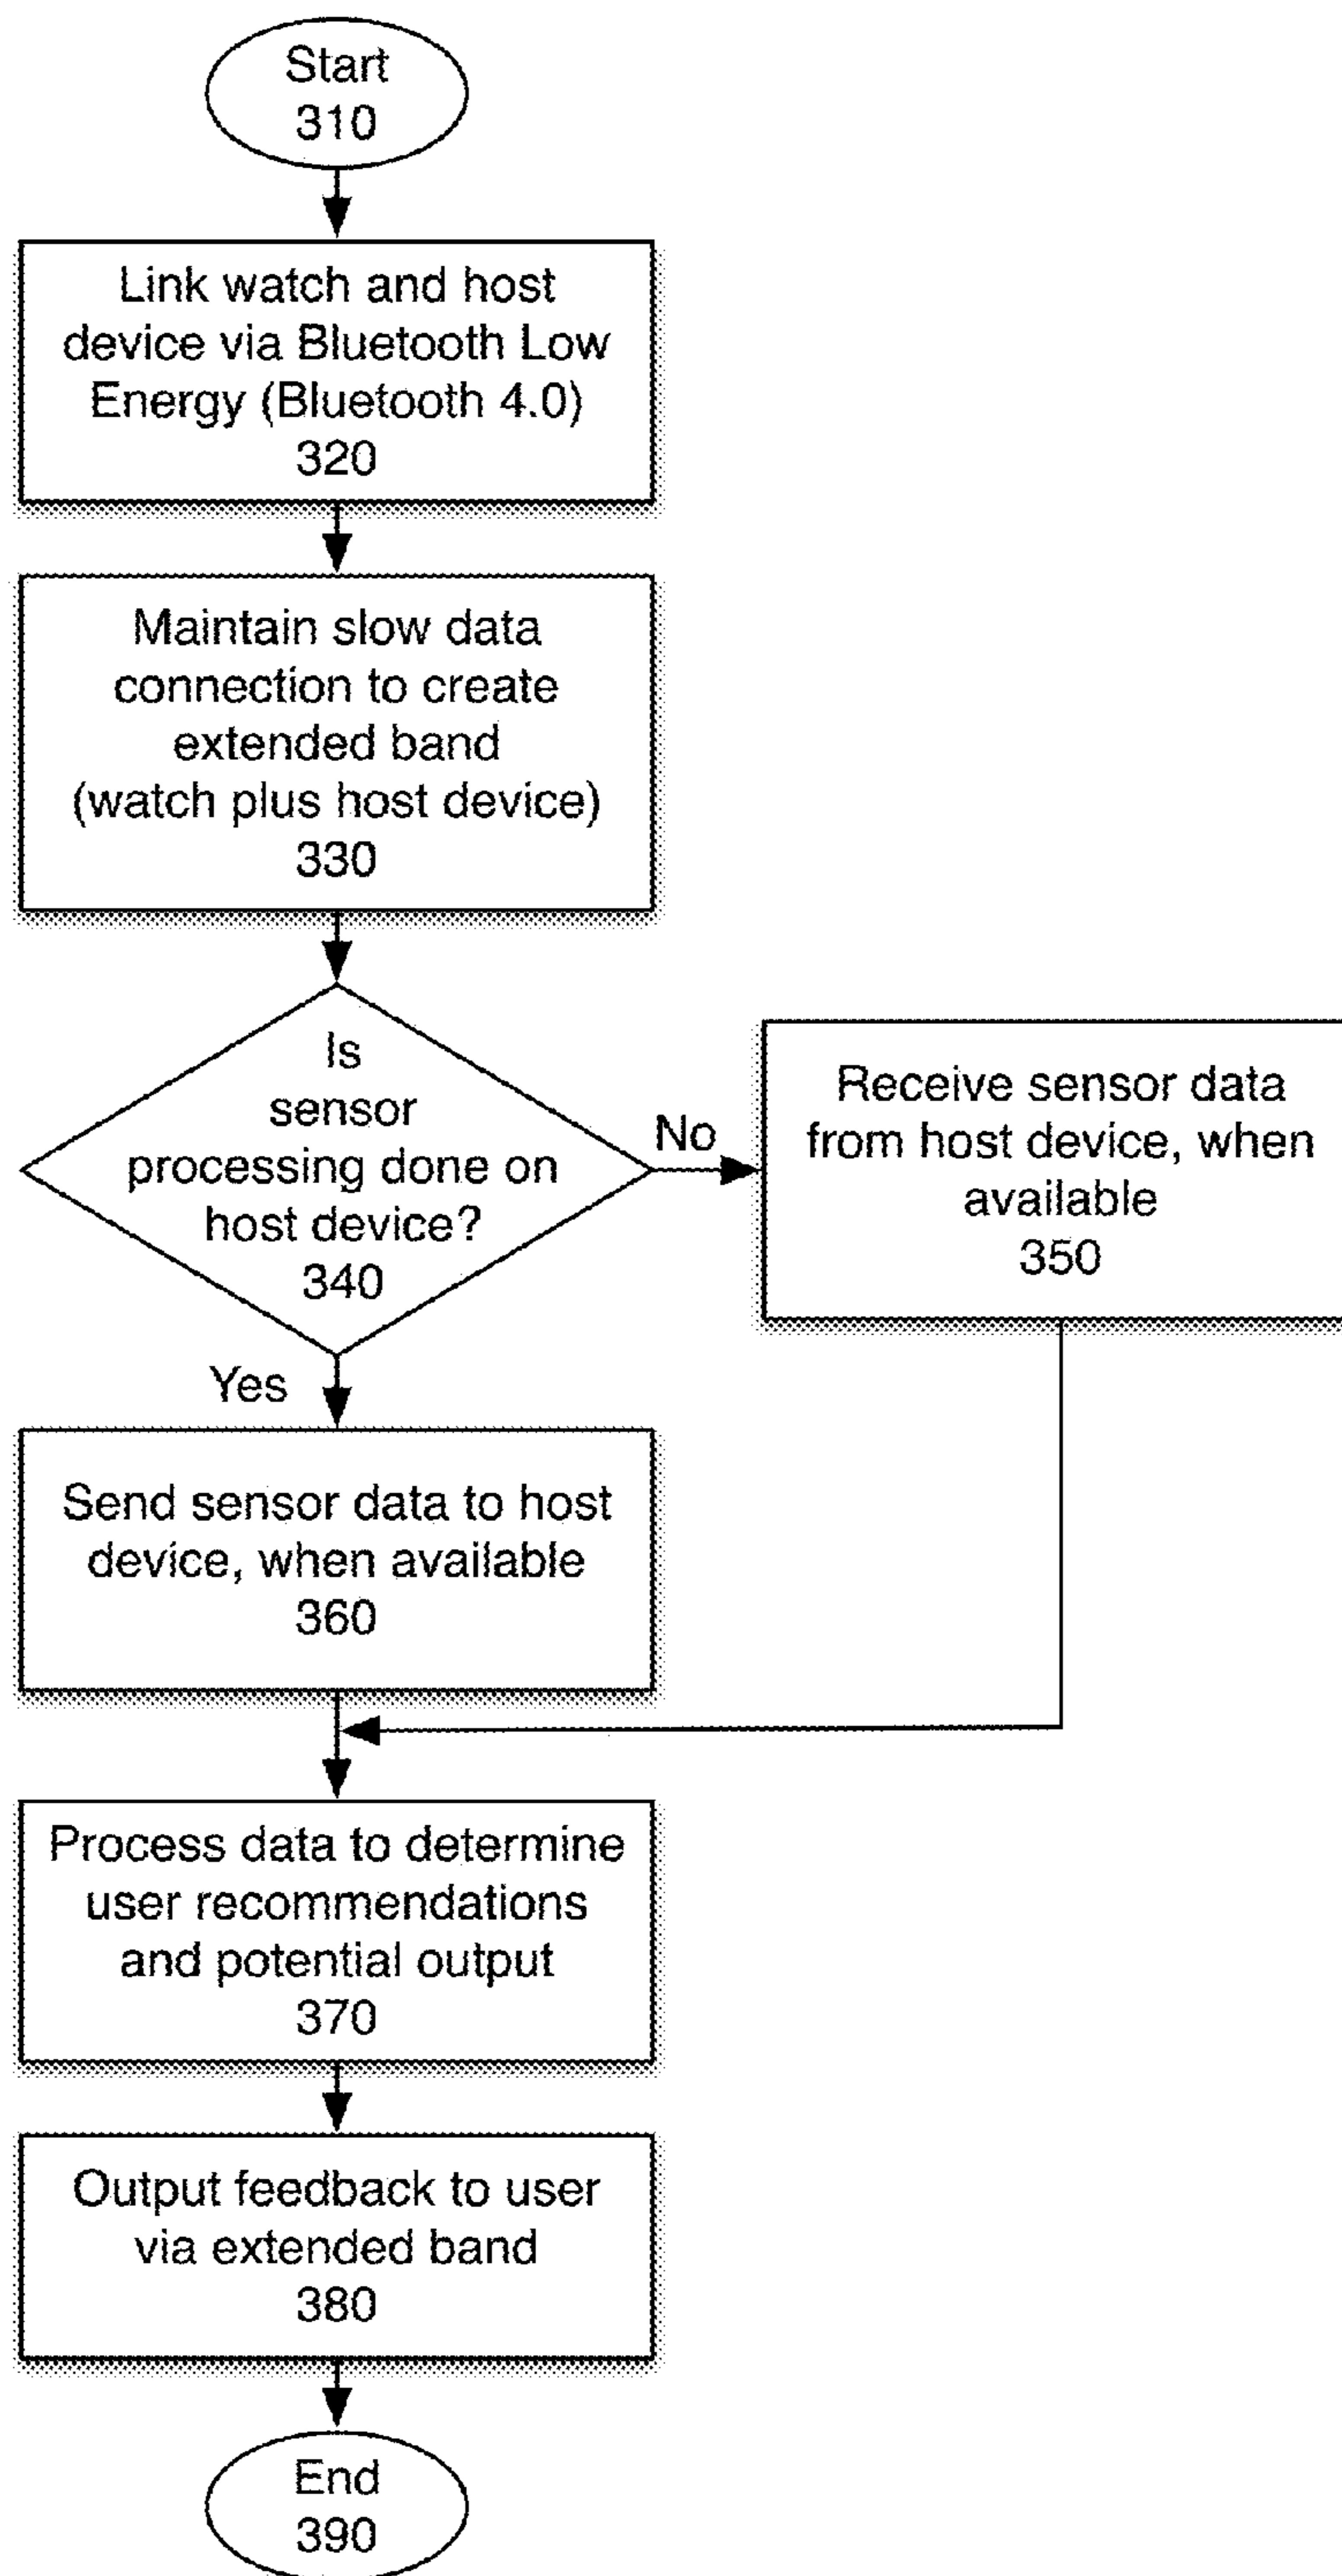 Start
310
Link watch and host
device via Bluetooth Low
Energy (Bluetooth 4.0)
320
Maintain slow data
connection to create
extended band
(watch plus host device)
330
Is
sensor
processing done on
host device?
340
No
Receive sensor data
from host device, when
available
350
Yes
Send sensor data to host
device, when available
360
Process data to determine
user recommendations
and potential output
370
Output feedback to user
via extended band
380
End
390